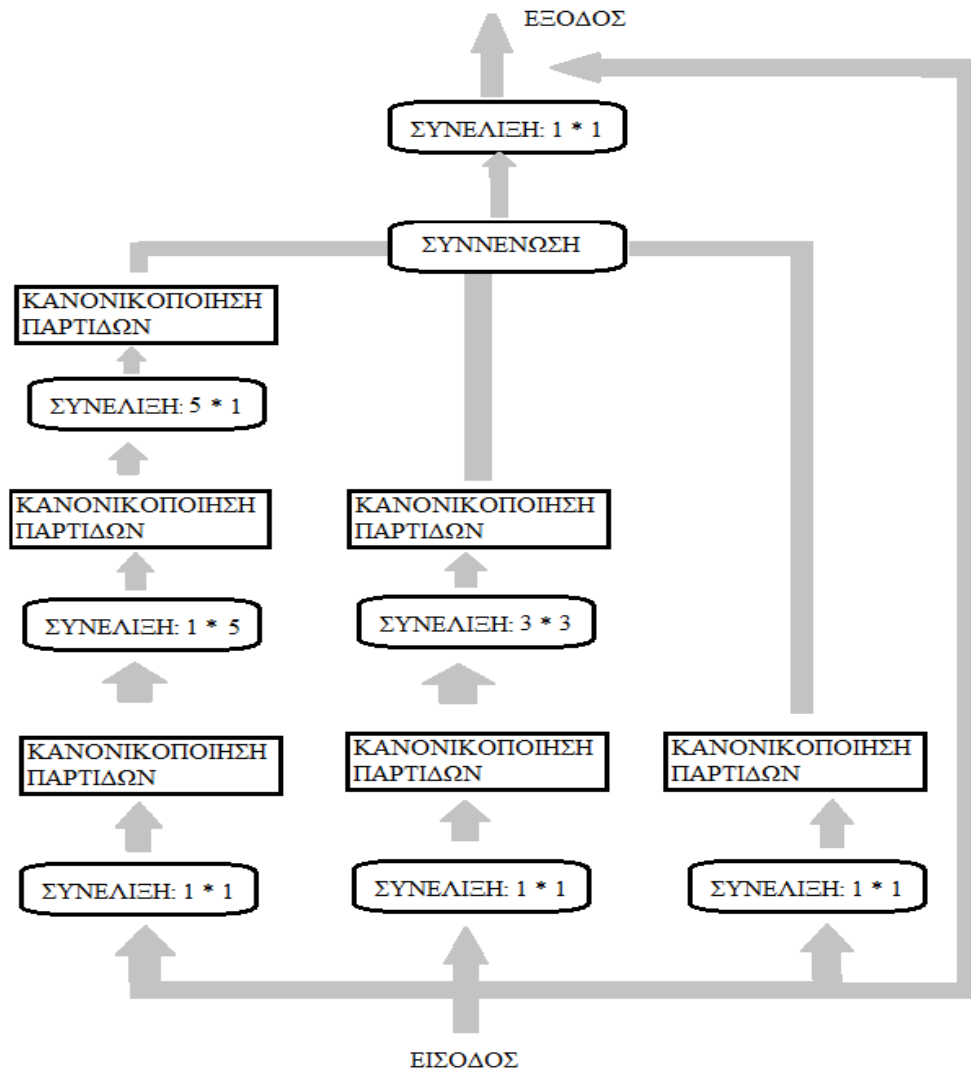 ΕΞΟΔΟΣ
ΣΥΝΕΛΙΞΗ: 1 * 1
ΣΥΝΝΕΝΩΣΗ
ΚΑΝΟΝΙΚΟΠΟΙΗΣΗ
ΠΑΡΤΙΔΩΝ
ΣΥΝΕΛΙΞΗ: 5 * 1
ΚΑΝΟΝΙΚΟΠΟΙΗΣΗ
ΠΑΡΤΙΔΩΝ
ΚΑΝΟΝΙΚΟΠΟΙΗΣΗ
ΠΑΡΤΙΔΩΝ
ΣΥΝΕΛΙΞΗ: 1 * 5
ΣΥΝΕΛΙΞΗ: 3 * 3
ΚΑΝΟΝΙΚΟΠΟΙΗΣΗ
ΠΑΡΤΙΔΩΝ
ΚΑΝΟΝΙΚΟΠΟΙΗΣΗ
ΠΑΡΤΙΔΩΝ
ΚΑΝΟΝΙΚΟΠΟΙΗΣΗ
ΠΑΡΤΙΔΩΝ
ΣΥΝΕΛΙΞΗ: 1 * 1
ΣΥΝΕΛΙΞΗ: 1 * 1
ΣΥΝΕΛΙΞΗ: 1 * 1
ΕΙΣΟΔΟΣ